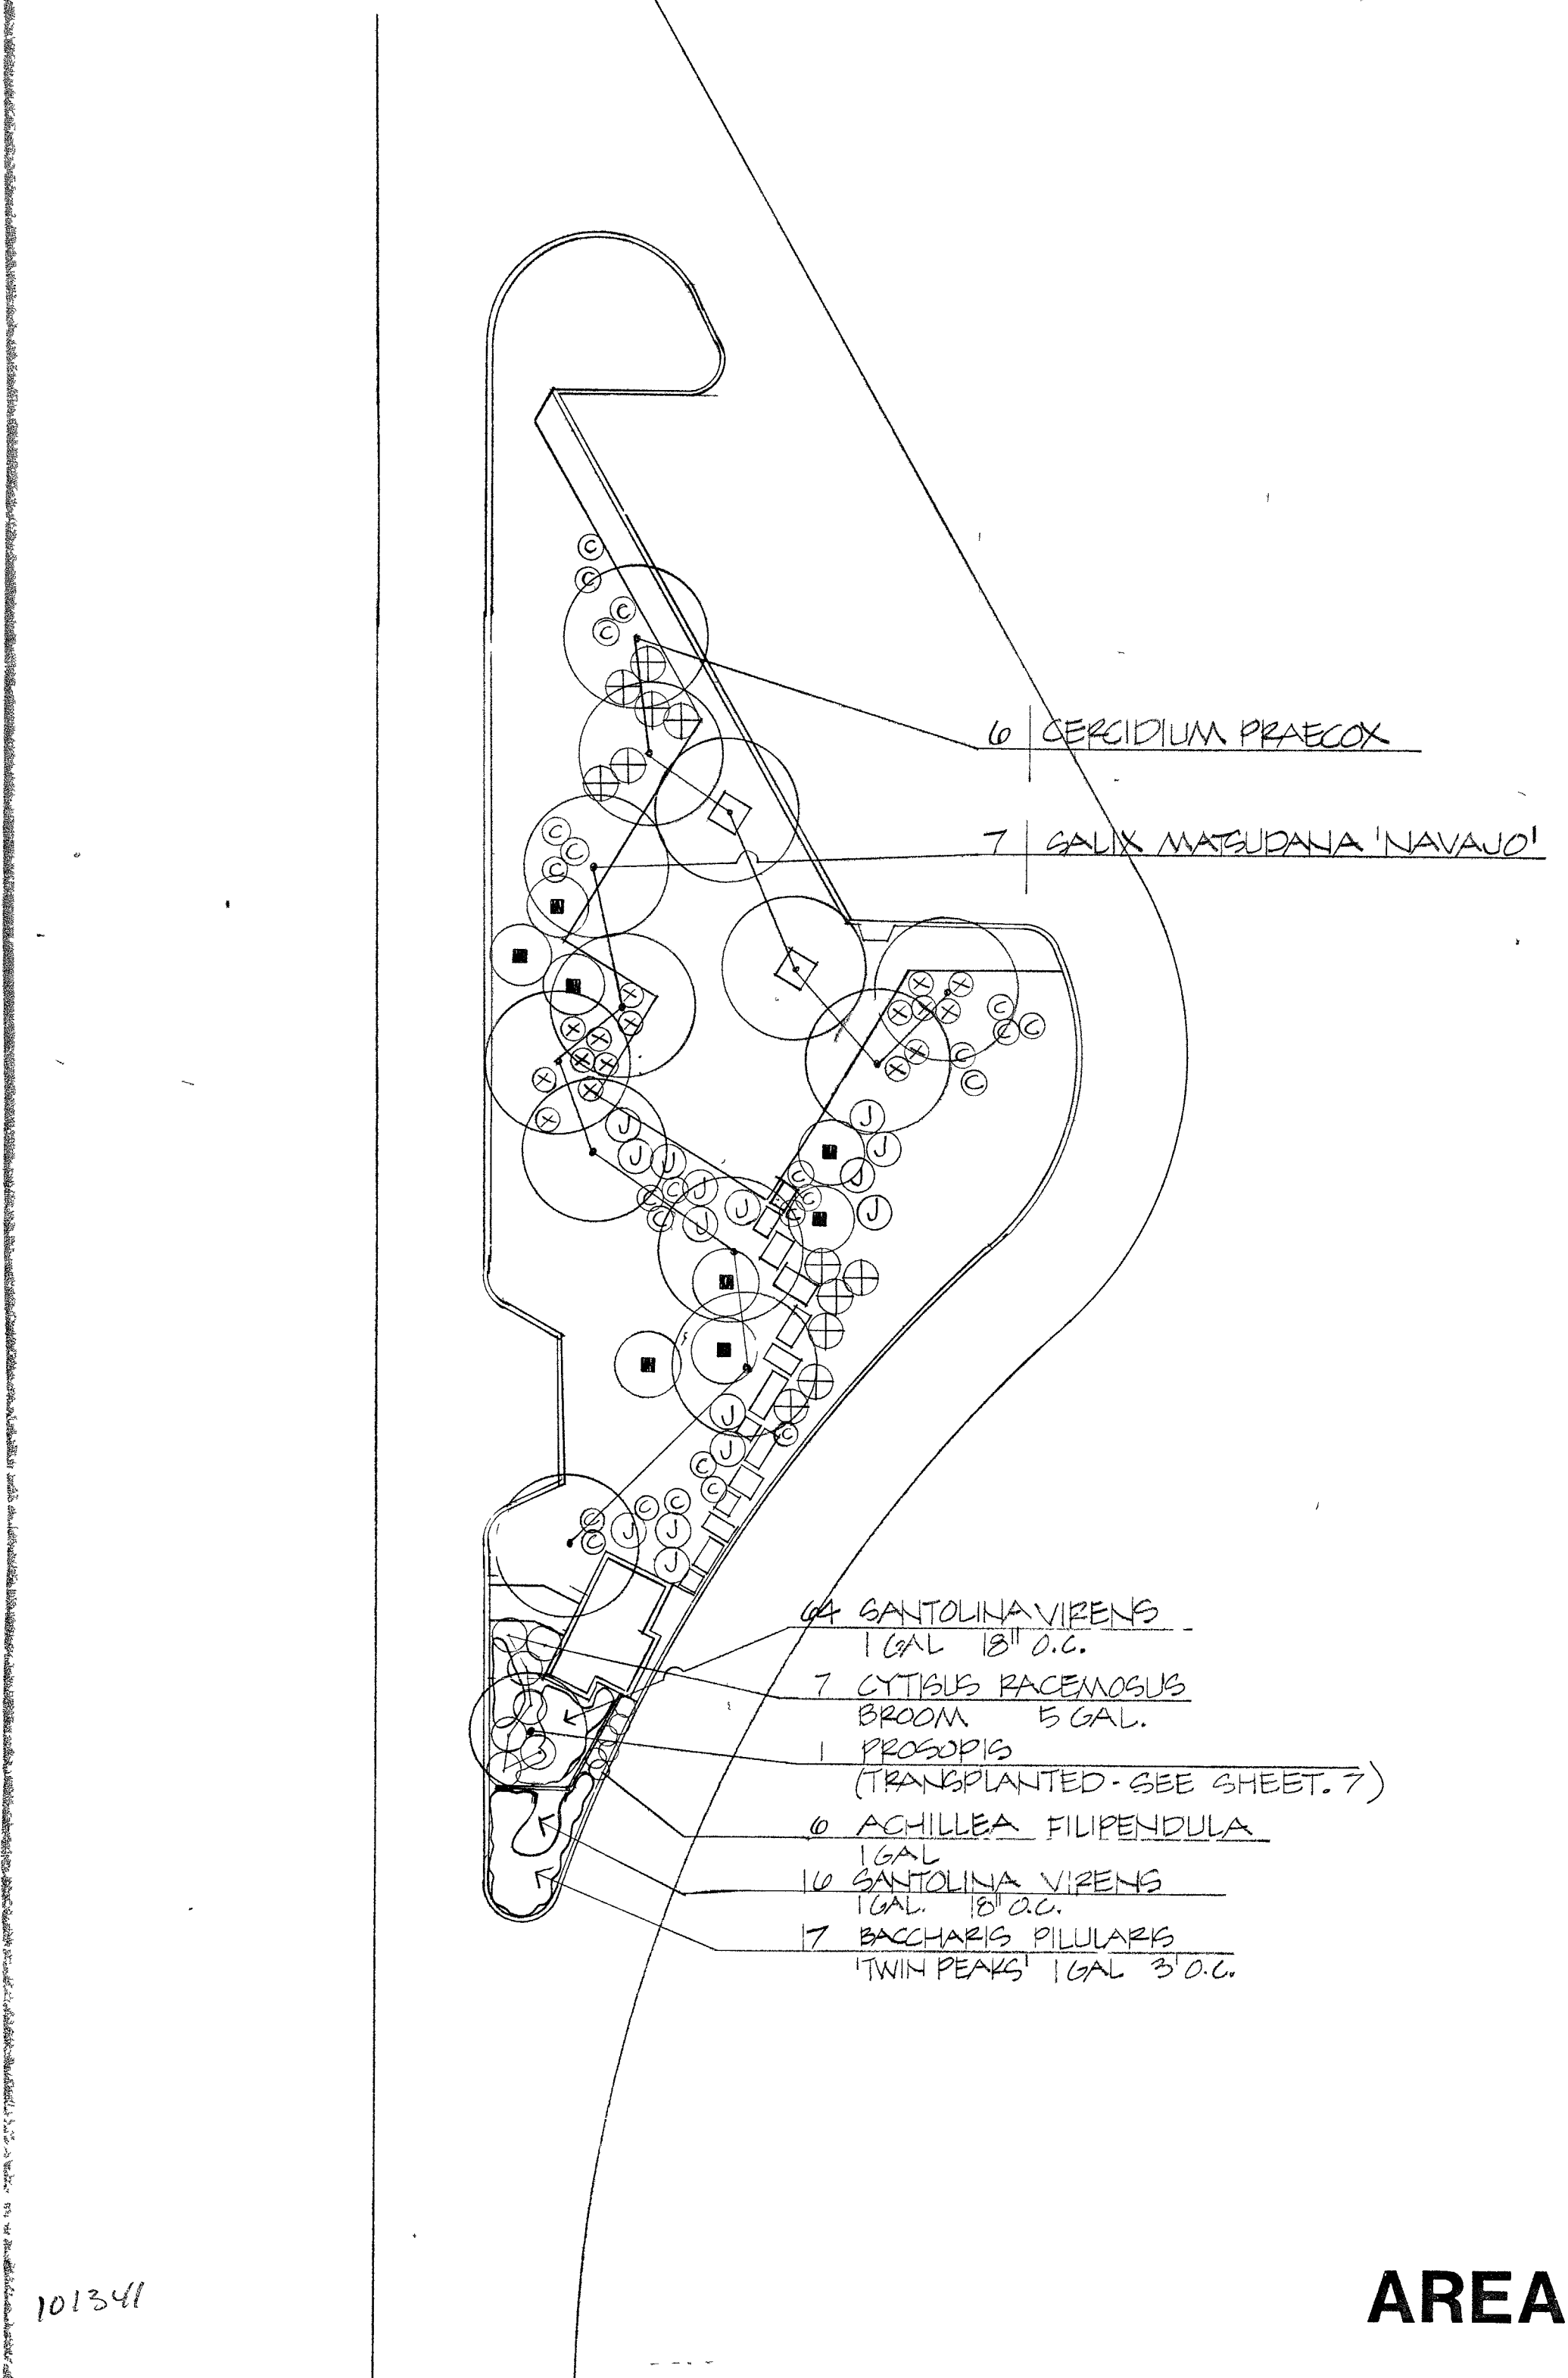 6 CERCIDIUM PRAECOX
7 SALIX MATSUDANA 'NAVAJO'
64 SANTOLINA VIRENS
1 GAL 18" O.C.
7 CYTISUS RACEMOSUS
BROOM 5 GAL.
1 PROSOPIS
(TRANSPLANTED - SEE SHEET. 7)
6 ACHILLEA FILIPENDULA
1 GAL
16 SANTOLINA VIRENS
1 GAL. 18" O.C.
17 BACCHARIS PILULARIS
'TWIN PEAKS' 1 GAL 3' O.C.
C
C
C
C
C
C
C
C
C
C
C
C
J
J
J
J
J
J
J
J
J
J
C
C
C
C
C
C
J
J
C
C
C
C
C
C
C
J
J
J
101341
AREA